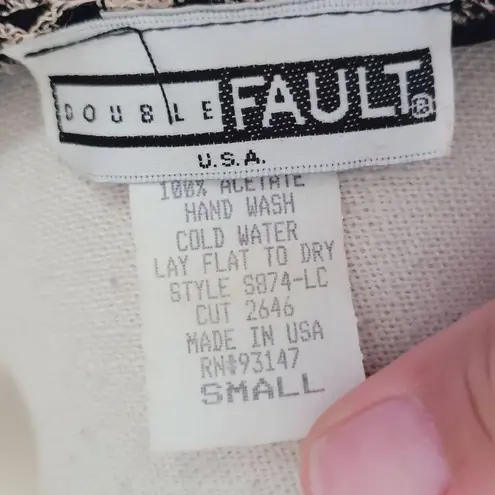 DOUBLE FAULT®
U.S.A.
100% ACETATE
HAND WASH
COLD WATER
LAY FLAT TO DRY
STYLE S874-LC
CUT 2646
MADE IN USA
RN#93147
SMALL